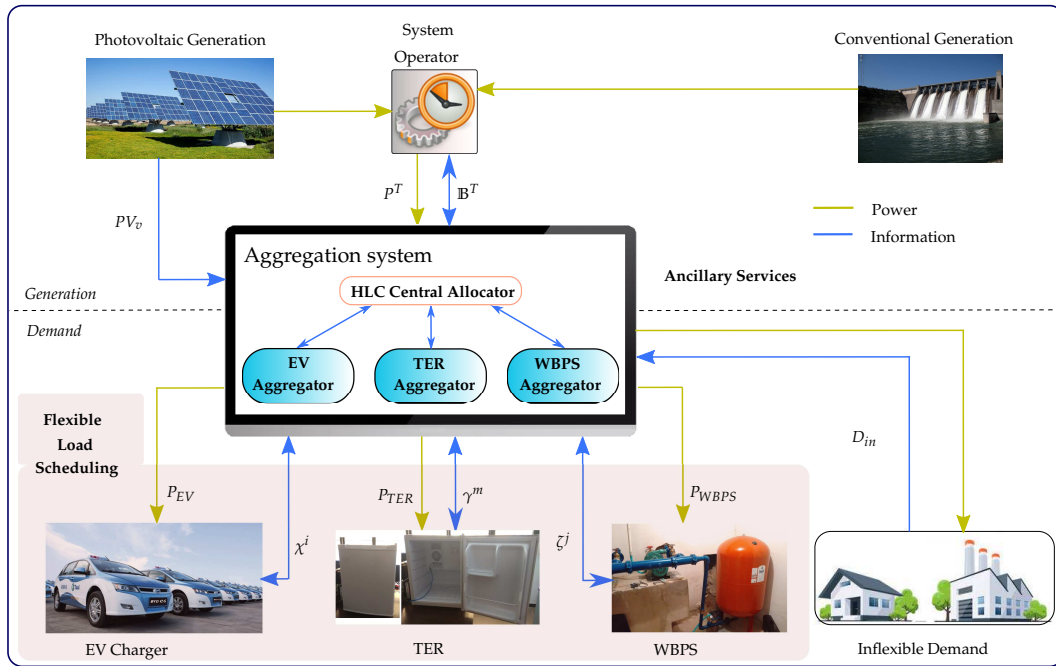 Photovoltaic Generation
System
Operator
Conventional Generation
P^T
𝔹^T
PV_v
Power
Information
Aggregation system
HLC Central Allocator
Ancillary Services
Generation
Demand
EV
Aggregator
TER
Aggregator
WBPS
Aggregator
Flexible
Load
Scheduling
D_in
P_EV
χ^i
P_TER
γ^m
ζ^j
P_WBPS
EV Charger
TER
WBPS
Inflexible Demand